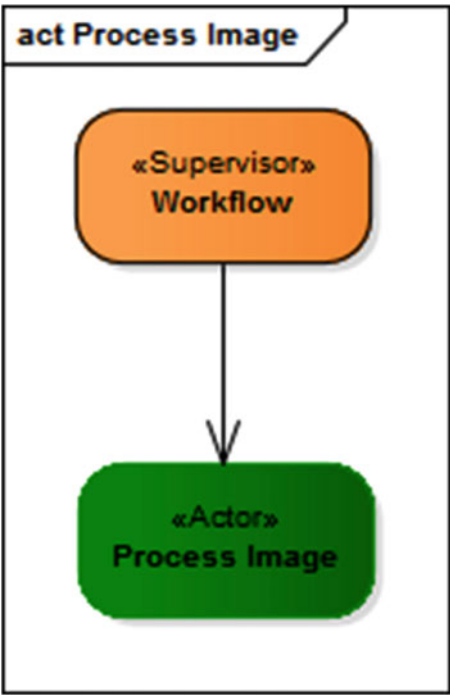 act Process Image
«Supervisor»
Workflow
«Actor»
Process Image